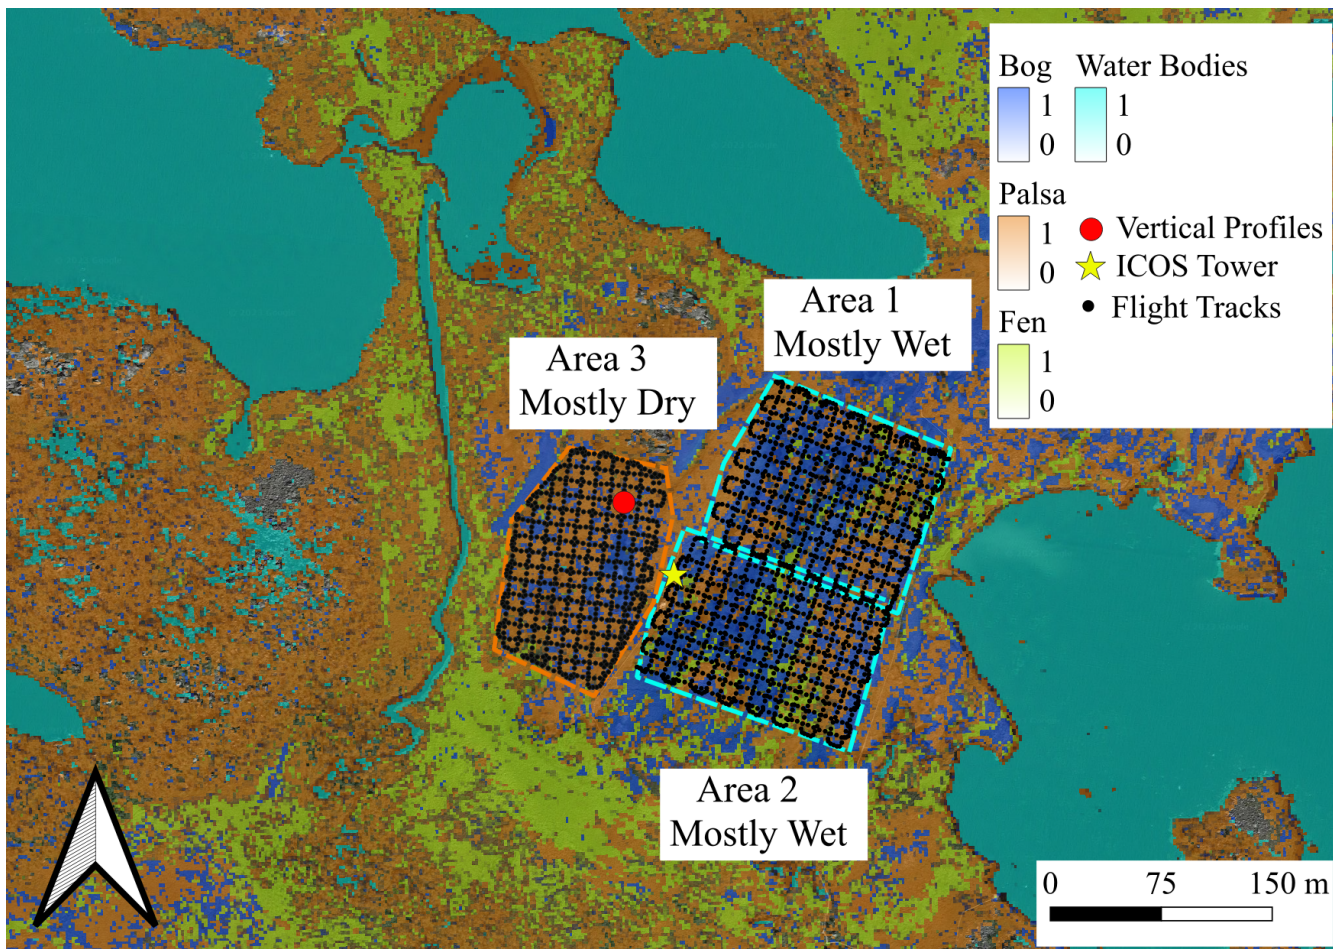 Bog Water Bodies
1 1
0 0
Palsa
1
0
Vertical Profiles
ICOS Tower
Flight Tracks
Fen
1
0
Area 1
Mostly Wet
Area 3
Mostly Dry
Area 2
Mostly Wet
0 75 150 m